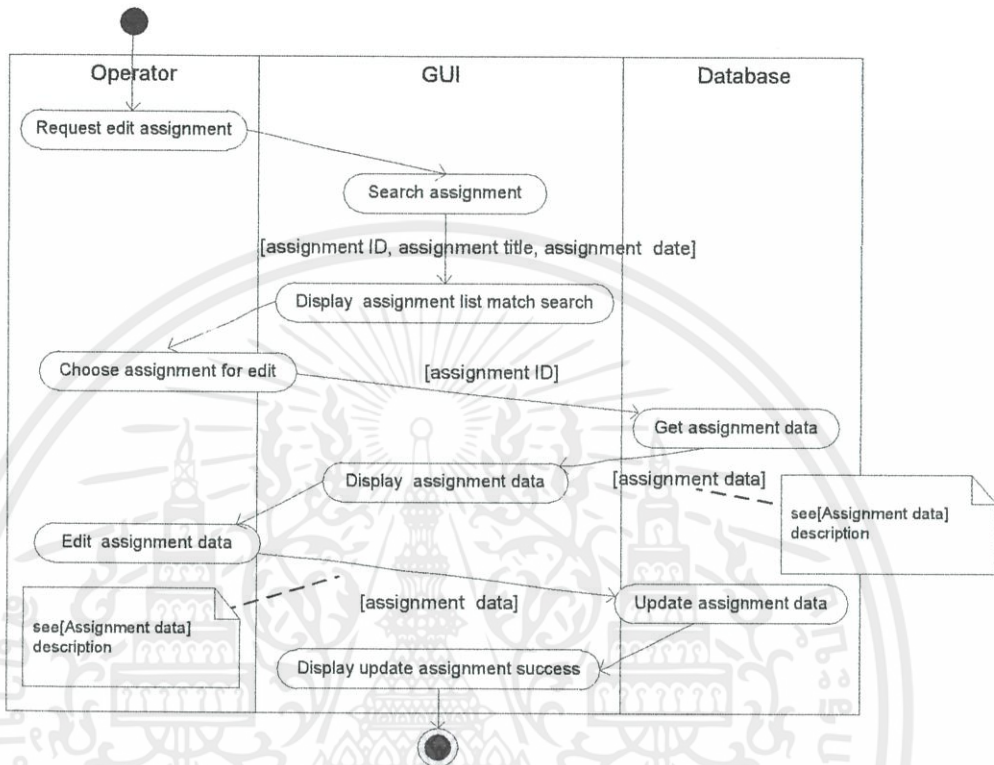 Operator
GUI
Database
Request edit assignment
Search assignment
[assignment ID, assignment title, assignment date]
Display assignment list match search
Choose assignment for edit
[assignment ID]
Get assignment data
Display assignment data
[assignment data]
see[Assignment data]
description
Edit assignment data
[assignment data]
Update assignment data
see[Assignment data]
description
Display update assignment success